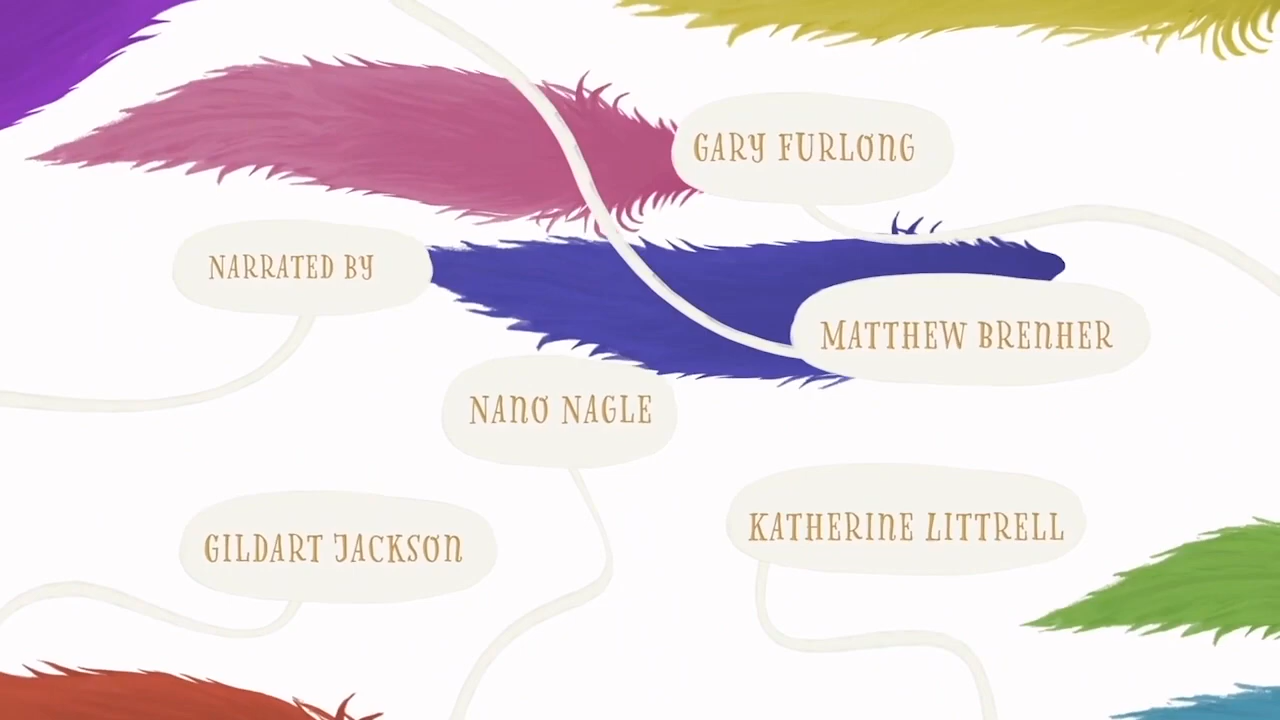 GARY FURLONG
NARRATED BY
MATTHEW BRENHER
NANO NAGLE
KATHERINE LITTRELL
GILDART JACKSON